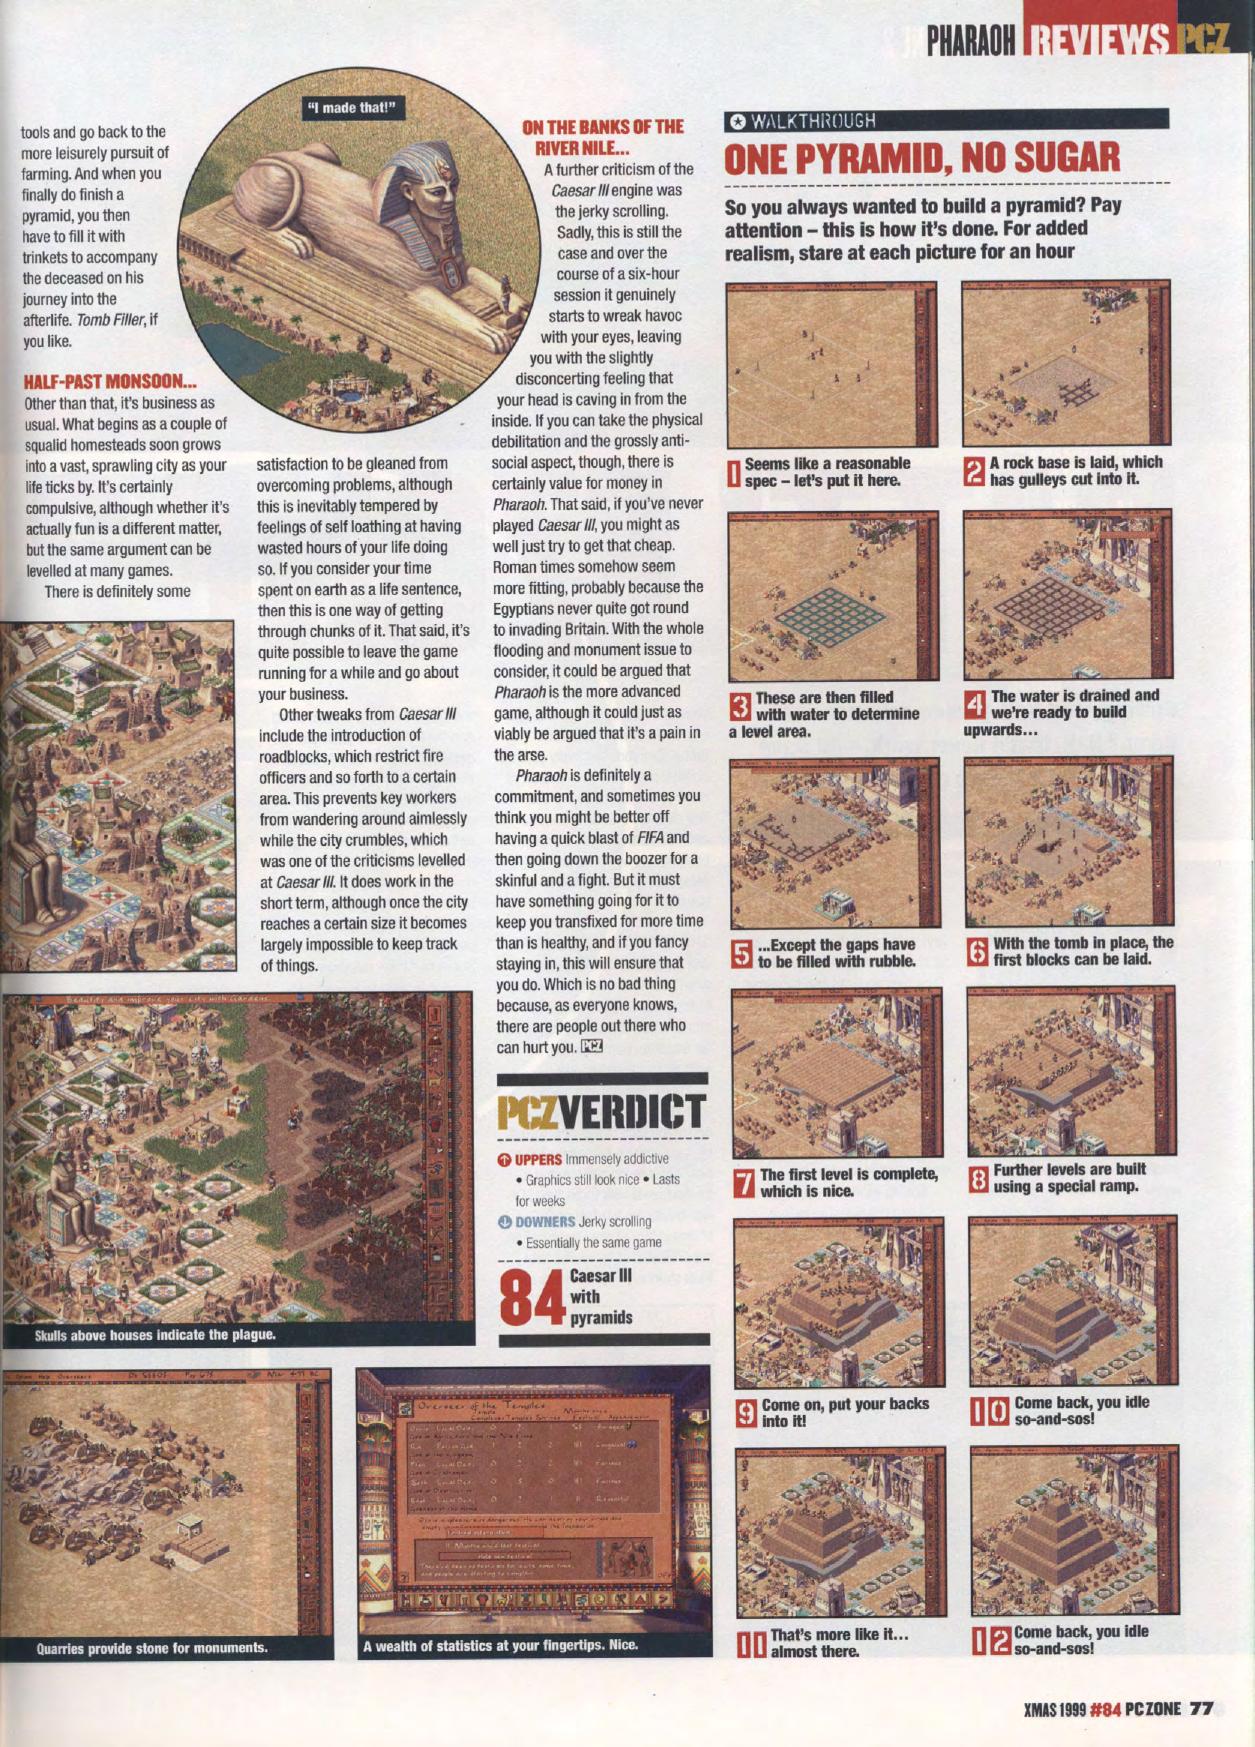 PHARAOH REVIEWS PCZ
tools and go back to the
more leisurely pursuit of
farming. And when you
finally do finish a
pyramid, you then
have to fill it with
trinkets to accompany
the deceased on his
journey into the
afterlife. Tomb Filler, if
you like.
HALF-PAST MONSOON...
Other than that, it's business as
usual. What begins as a couple of
squalid homesteads soon grows
into a vast, sprawling city as your
life ticks by. It's certainly
compulsive, although whether it's
actually fun is a different matter,
but the same argument can be
levelled at many games.
There is definitely some
"I made that!"
satisfaction to be gleaned from
overcoming problems, although
this is inevitably tempered by
feelings of self loathing at having
wasted hours of your life doing
so. If you consider your time
spent on earth as a life sentence,
then this is one way of getting
through chunks of it. That said, it's
quite possible to leave the game
running for a while and go about
your business.
Other tweaks from Caesar III
include the introduction of
roadblocks, which restrict fire
officers and so forth to a certain
area. This prevents key workers
from wandering around aimlessly
while the city crumbles, which
was one of the criticisms levelled
at Caesar III. It does work in the
short term, although once the city
reaches a certain size it becomes
largely impossible to keep track
of things.
ON THE BANKS OF THE
RIVER NILE...
A further criticism of the
Caesar III engine was
the jerky scrolling.
Sadly, this is still the
case and over the
course of a six-hour
session it genuinely
starts to wreak havoc
with your eyes, leaving
you with the slightly
disconcerting feeling that
your head is caving in from the
inside. If you can take the physical
debilitation and the grossly anti-
social aspect, though, there is
certainly value for money in
Pharaoh. That said, if you've never
played Caesar III, you might as
well just try to get that cheap.
Roman times somehow seem
more fitting, probably because the
Egyptians never quite got round
to invading Britain. With the whole
flooding and monument issue to
consider, it could be argued that
Pharaoh is the more advanced
game, although it could just as
viably be argued that it's a pain in
the arse.
Pharaoh is definitely a
commitment, and sometimes you
think you might be better off
having a quick blast of FIFA and
then going down the boozer for a
skinful and a fight. But it must
have something going for it to
keep you transfixed for more time
than is healthy, and if you fancy
staying in, this will ensure that
you do. Which is no bad thing
because, as everyone knows,
there are people out there who
can hurt you. PCZ
PCZ VERDICT
UPPERS Immensely addictive
• Graphics still look nice • Lasts
for weeks
DOWNERS Jerky scrolling
• Essentially the same game
84 Caesar III
with
pyramids
Beautify and improve your city with Gardens
Skulls above houses indicate the plague.
Quarries provide stone for monuments.
Overseer of the Temples
A wealth of statistics at your fingertips. Nice.
WALKTHROUGH
ONE PYRAMID, NO SUGAR
So you always wanted to build a pyramid? Pay
attention – this is how it's done. For added
realism, stare at each picture for an hour
1 Seems like a reasonable
spec – let's put it here.
2 A rock base is laid, which
has gulleys cut into it.
3 These are then filled
with water to determine
a level area.
4 The water is drained and
we're ready to build
upwards...
5 ...Except the gaps have
to be filled with rubble.
6 With the tomb in place, the
first blocks can be laid.
7 The first level is complete,
which is nice.
8 Further levels are built
using a special ramp.
9 Come on, put your backs
into it!
10 Come back, you idle
so-and-sos!
11 That's more like it...
almost there.
12 Come back, you idle
so-and-sos!
XMAS 1999 #84 PC ZONE 77